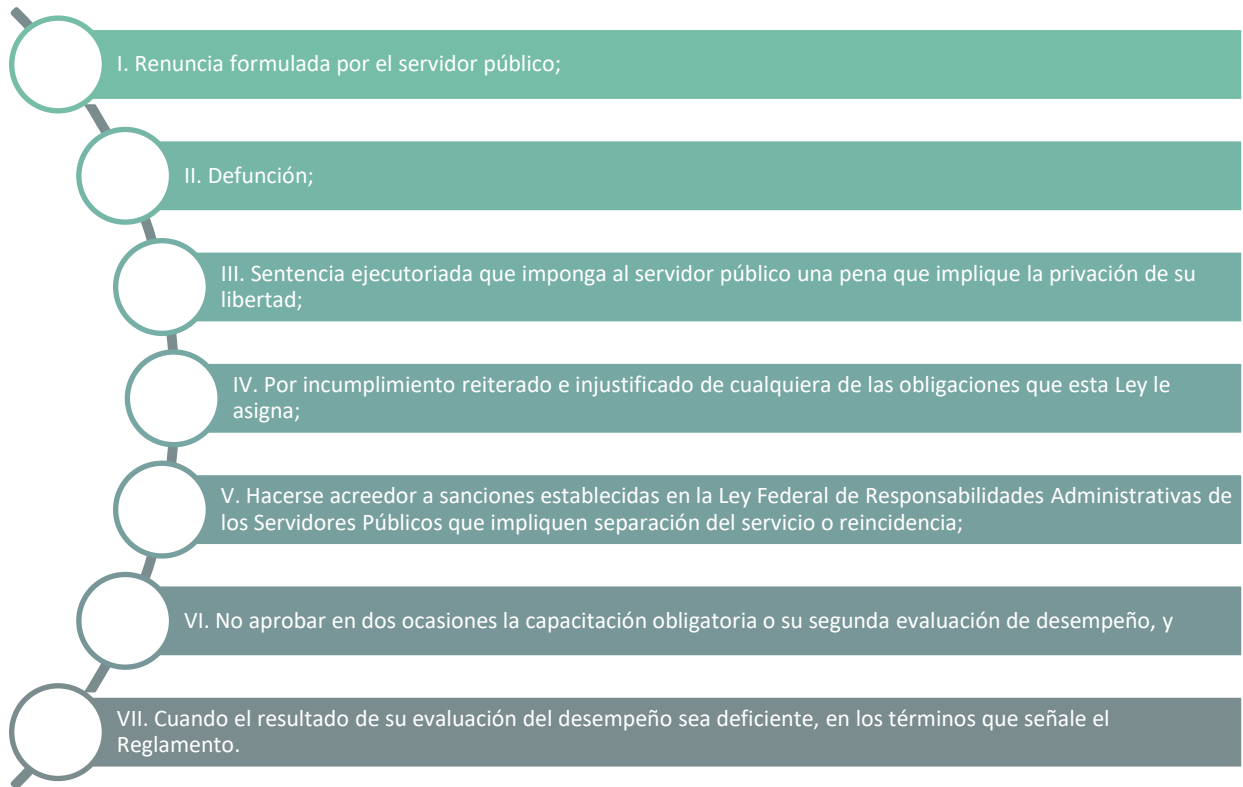 I. Renuncia formulada por el servidor público;
II. Defunción;
III. Sentencia ejecutoriada que imponga al servidor público una pena que implique la privación de su
libertad;
IV. Por incumplimiento reiterado e injustificado de cualquiera de las obligaciones que esta Ley le
asigna;
V. Hacerse acreedor a sanciones establecidas en la Ley Federal de Responsabilidades Administrativas de
los Servidores Públicos que impliquen separación del servicio o reincidencia;
VI. No aprobar en dos ocasiones la capacitación obligatoria o su segunda evaluación de desempeño, y
VII. Cuando el resultado de su evaluación del desempeño sea deficiente, en los términos que señale el
Reglamento.